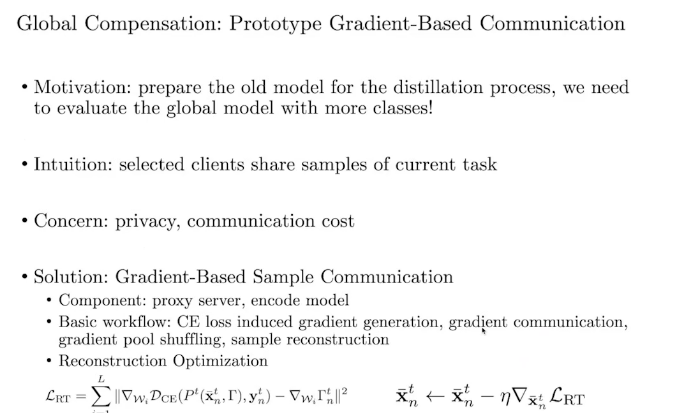 Global Compensation: Prototype Gradient-Based Communication
• Motivation: prepare the old model for the distillation process, we need
to evaluate the global model with more classes!
• Intuition: selected clients share samples of current task
• Concern: privacy, communication cost
• Solution: Gradient-Based Sample Communication
• Component: proxy server, encode model
• Basic workflow: CE loss induced gradient generation, gradient communication,
gradient pool shuffling, sample reconstruction
• Reconstruction Optimization
$\mathcal{L}_{\mathrm{RT}} = \sum_{i=1}^{L} \|\nabla_{\mathcal{W}_i} \mathcal{D}_{\mathrm{CE}}(P^t(\bar{\mathbf{x}}_n^t, \Gamma), \mathbf{y}_n^t) - \nabla_{\mathcal{W}_i} \Gamma_n^t\|^2$ $\bar{\mathbf{x}}_n^t \leftarrow \bar{\mathbf{x}}_n^t - \eta \nabla_{\bar{\mathbf{x}}_n^t} \mathcal{L}_{\mathrm{RT}}$